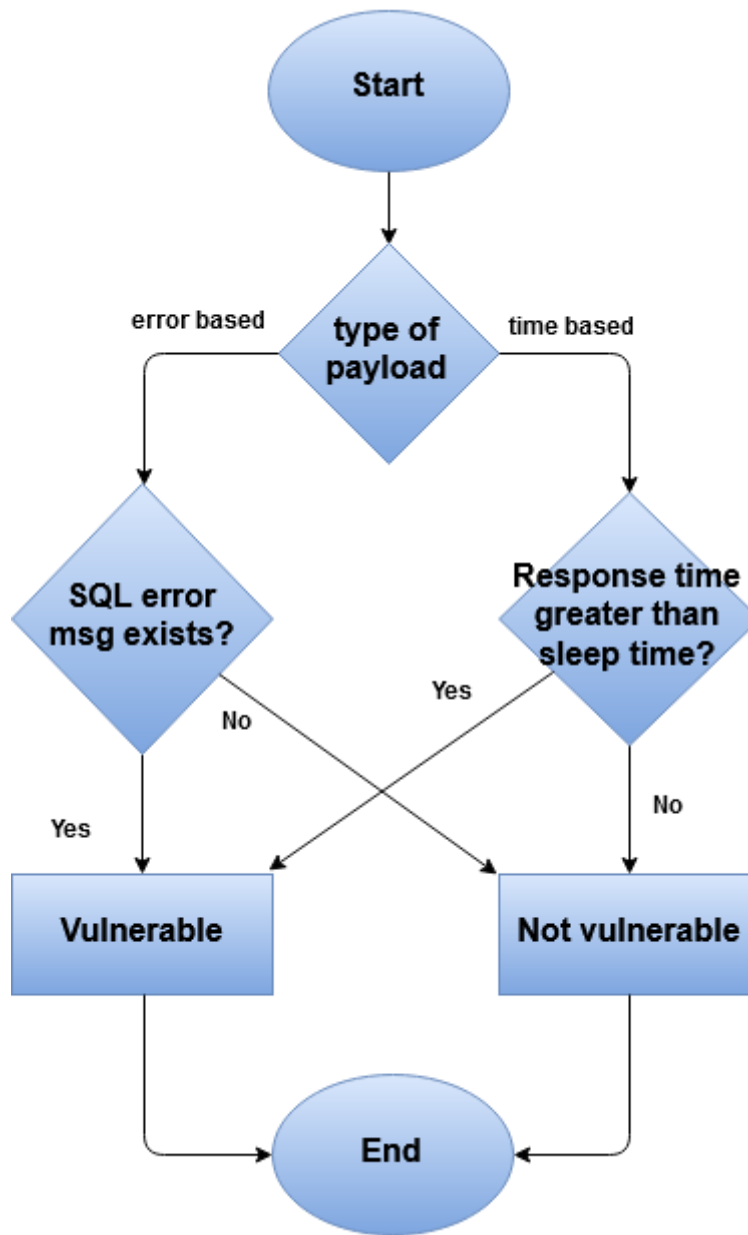 Start
type of
payload
error based
time based
SQL error
msg exists?
Response time
greater than
sleep time?
Yes
No
Yes
No
Vulnerable
Not vulnerable
End